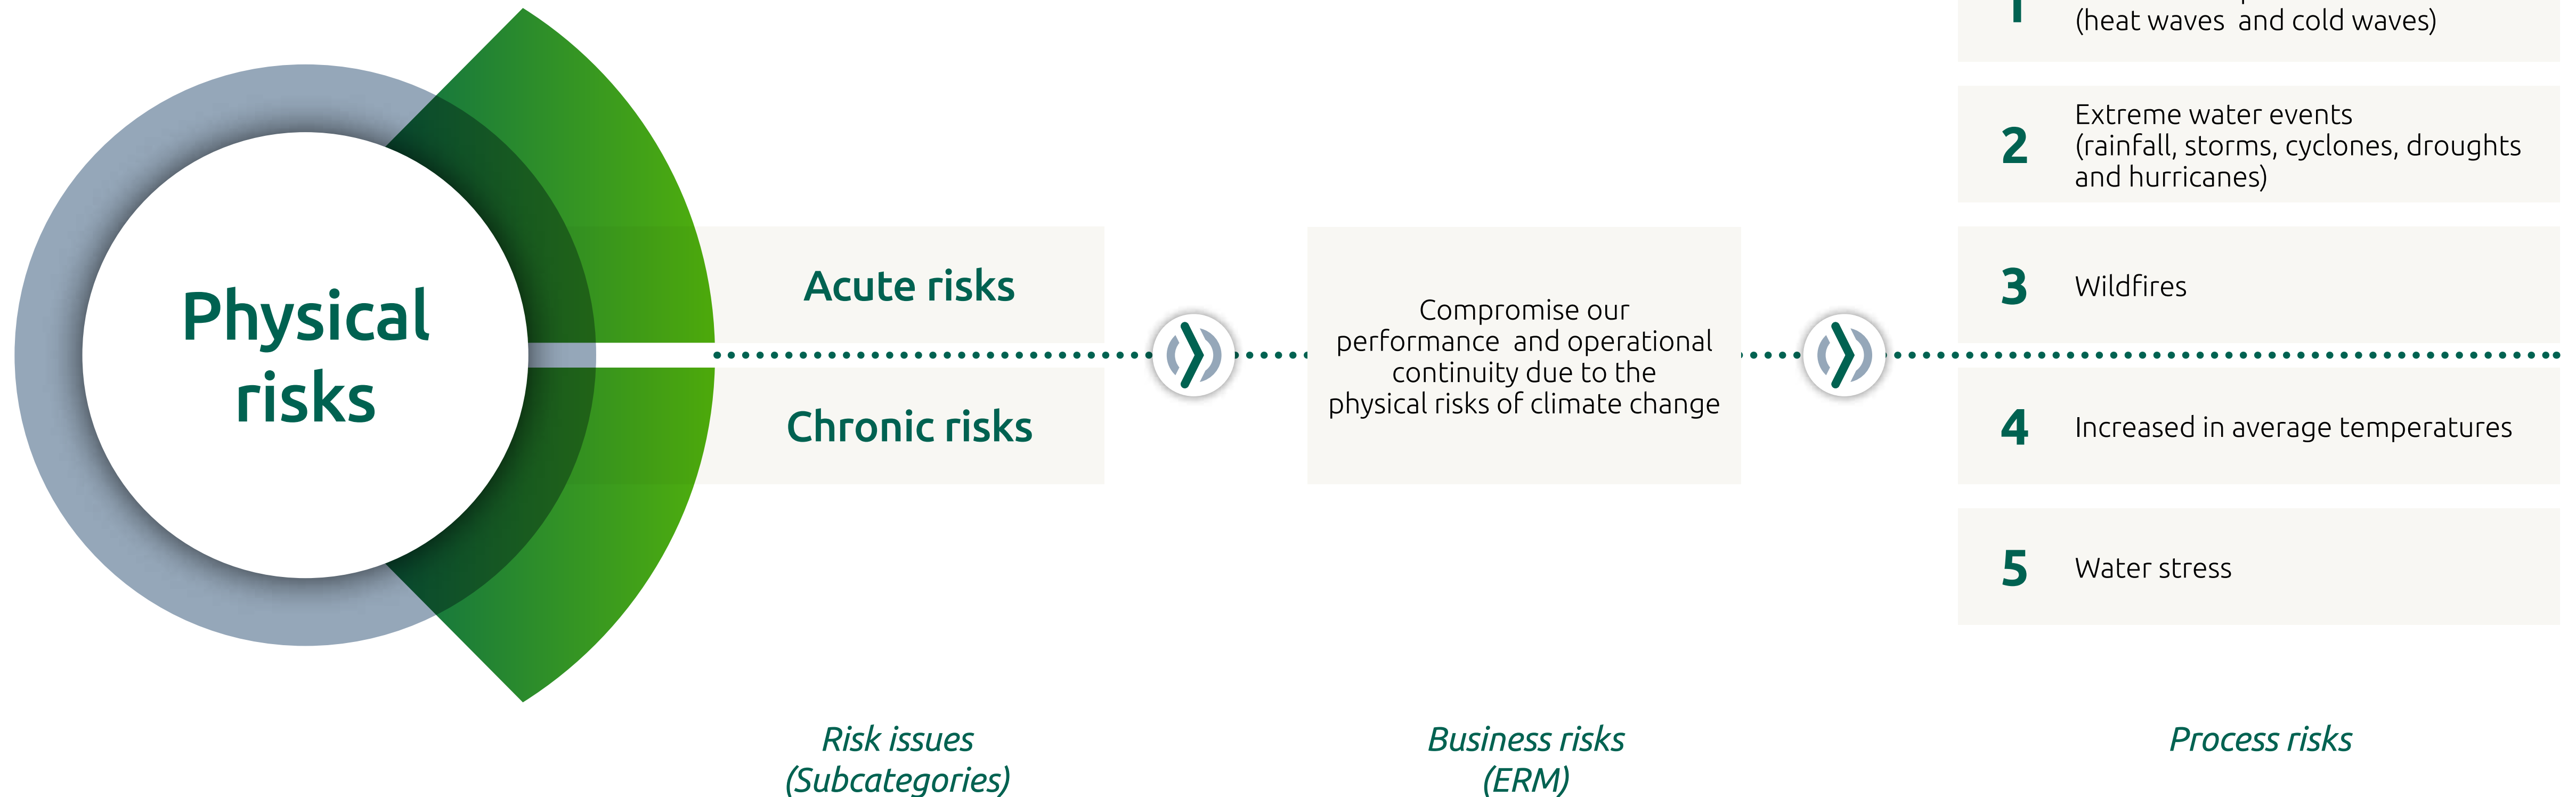 Physical
risks
Acute risks
Chronic risks
Compromise our
performance and operational
continuity due to the
physical risks of climate change
1
(heat waves and cold waves)
2
Extreme water events
(rainfall, storms, cyclones, droughts
and hurricanes)
3
Wildfires
4
Increased in average temperatures
5
Water stress
Risk issues
(Subcategories)
Business risks
(ERM)
Process risks